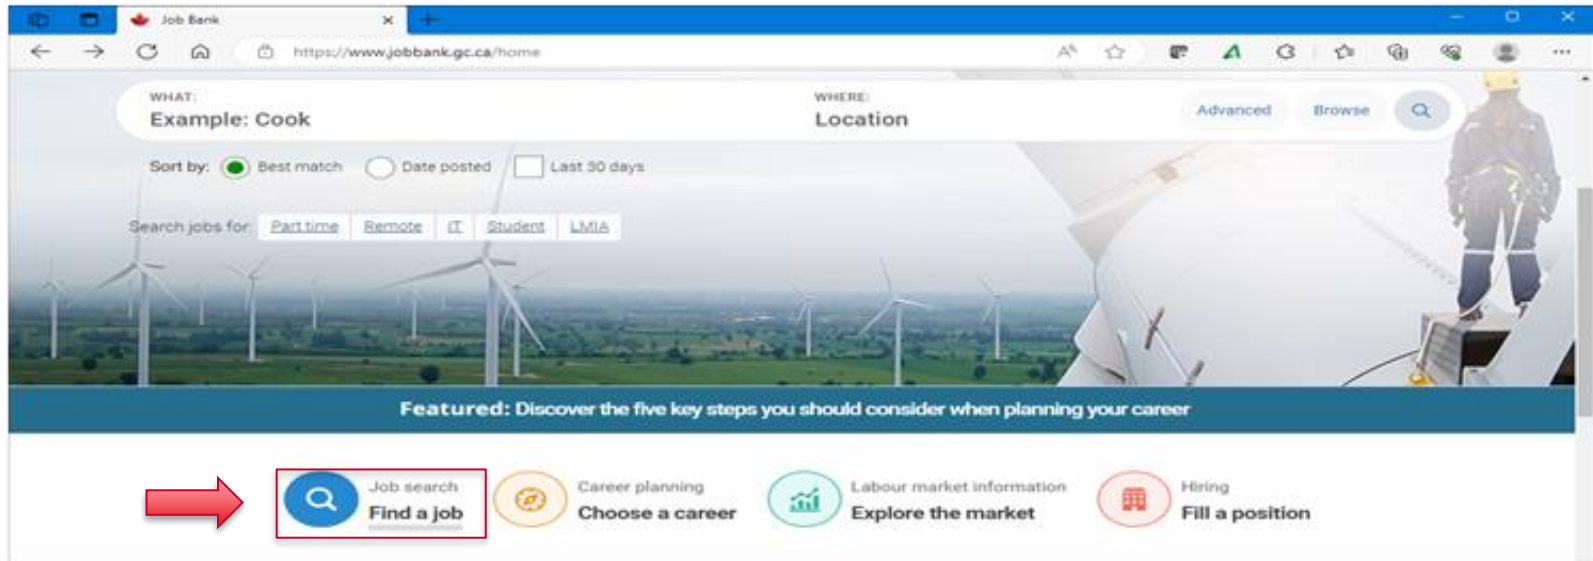 Job Bank
https://www.jobbank.gc.ca/home
WHAT:
Example: Cook
WHERE:
Location
Advanced
Browse
Sort by: Best match Date posted Last 30 days
Search jobs for: Part time Remote IT Student LMIA
Featured: Discover the five key steps you should consider when planning your career
Job search
Find a job
Career planning
Choose a career
Labour market information
Explore the market
Hiring
Fill a position